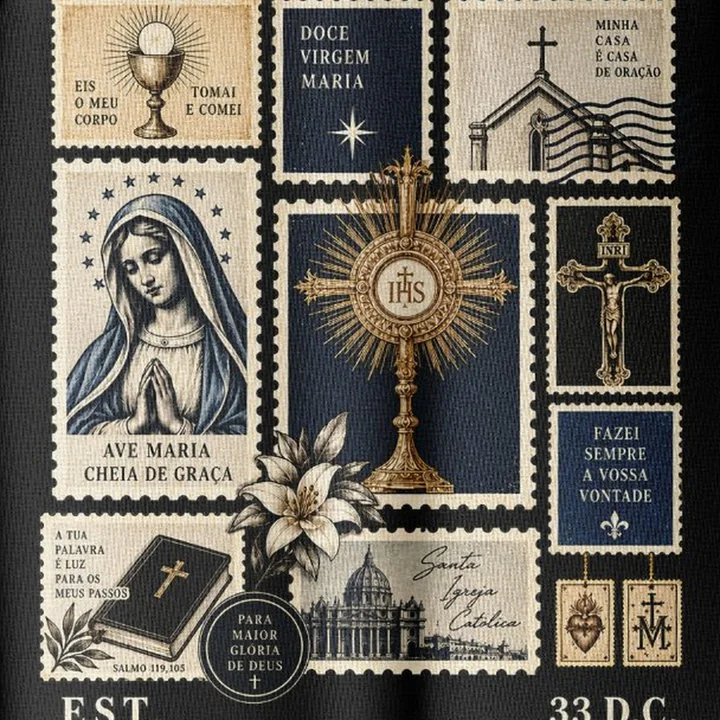 EIS
O MEU
CORPO
TOMAI
E COMEI
DOCE
VIRGEM
MARIA
MINHA
CASA
É CASA
DE ORAÇÃO
AVE MARIA
CHEIA DE GRAÇA
IHS
INRI
FAZEI
SEMPRE
A VOSSA
VONTADE
A TUA
PALAVRA
É LUZ
PARA OS
MEUS PASSOS
SALMO 119,105
PARA
MAIOR
GLÓRIA
DE DEUS
Santa
Igreja
Católica
M
EST.
33 D.C.